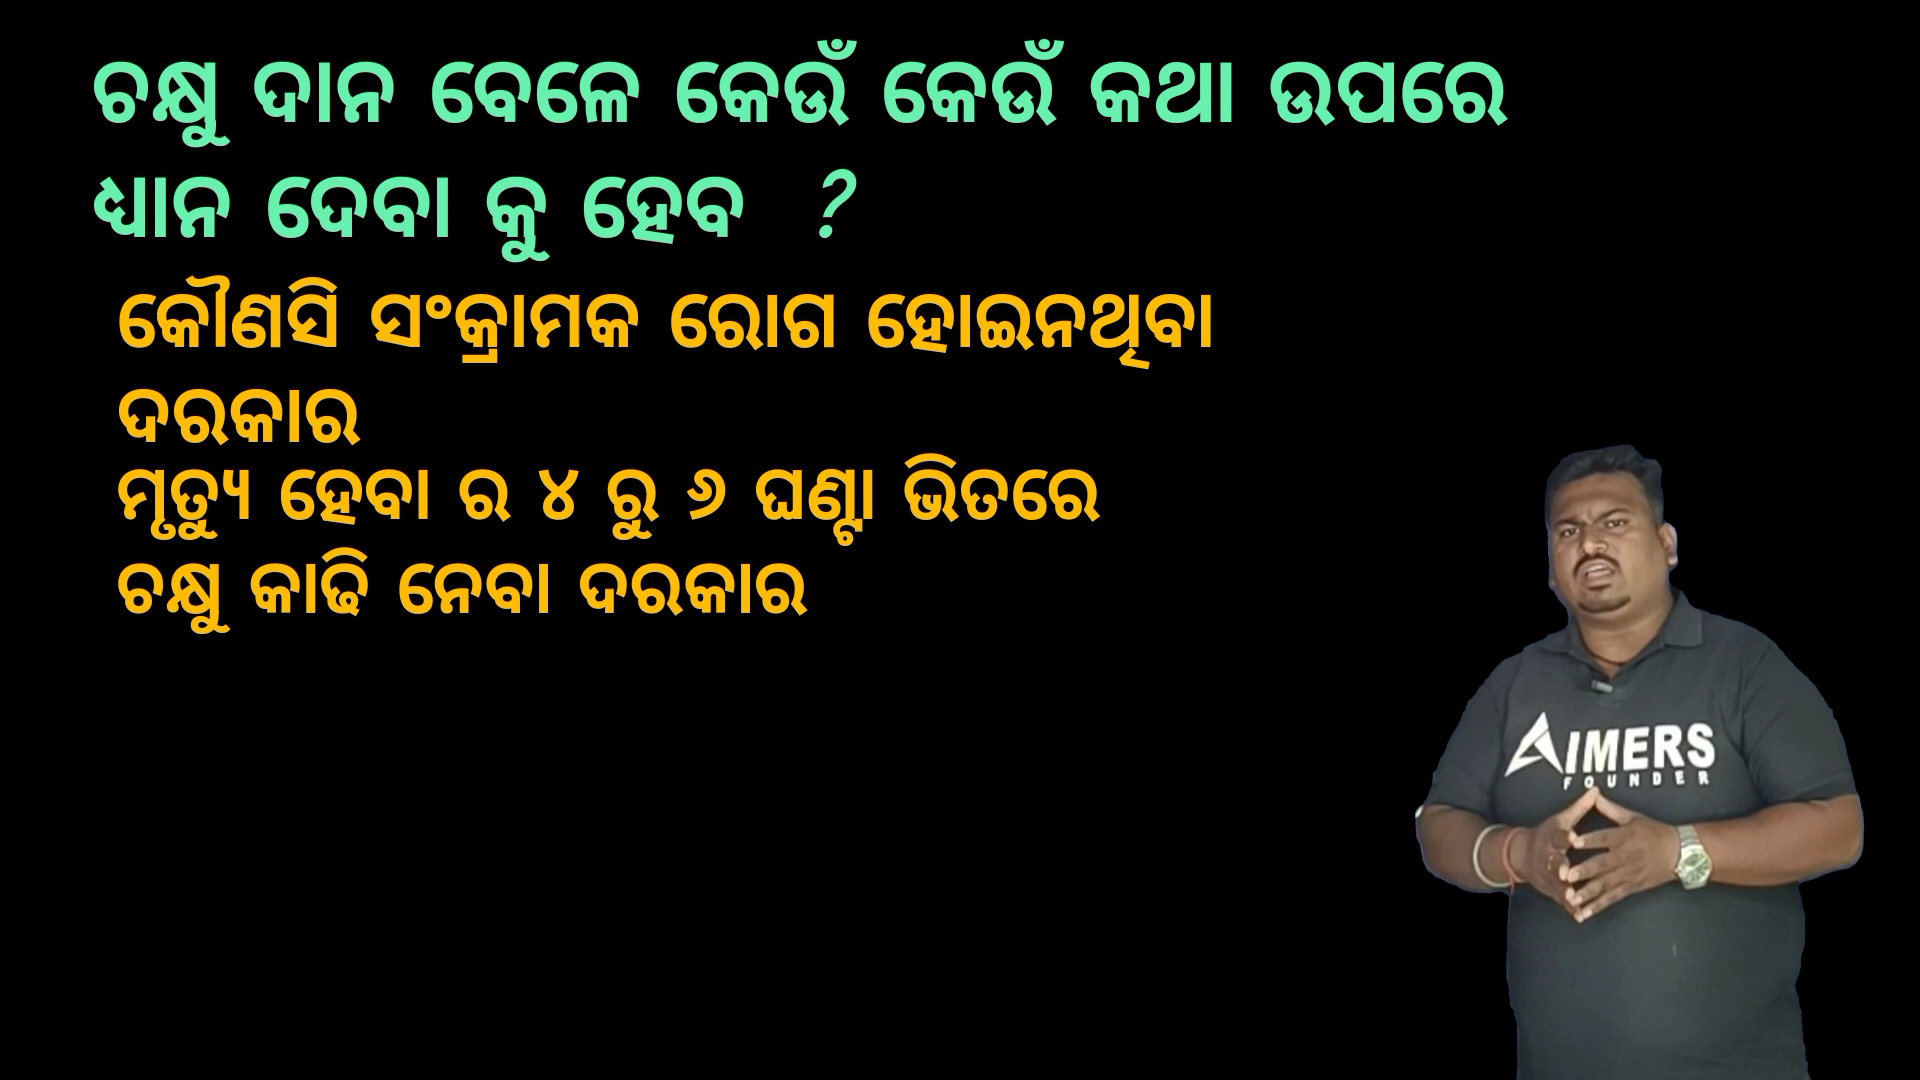 ଚକ୍ଷୁ ଦାନ ବେଳେ କେଉଁ କେଉଁ କଥା ଉପରେ
ଧ୍ୟାନ ଦେବା କୁ ହେବ ?
କୌଣସି ସଂକ୍ରାମକ ରୋଗ ହୋଇନଥିବା
ଦରକାର
ମୃତ୍ୟୁ ହେବା ର ୪ ରୁ ୬ ଘଣ୍ଟା ଭିତରେ
ଚକ୍ଷୁ କାଢି ନେବା ଦରକାର
AIMERS
FOUNDER